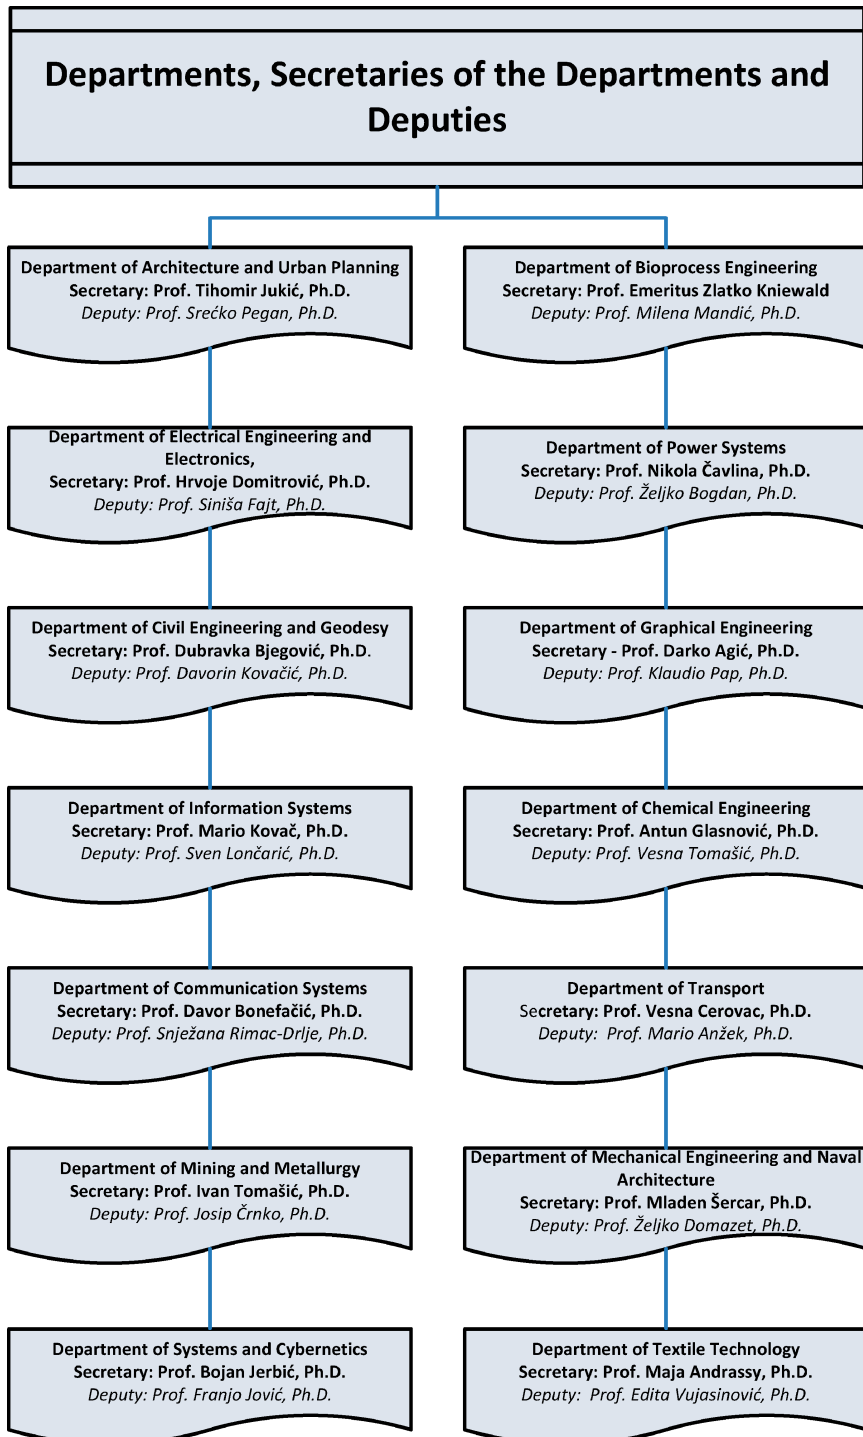 Departments, Secretaries of the Departments and
Deputies
Department of Architecture and Urban Planning
Secretary: Prof. Tihomir Jukić, Ph.D.
Deputy: Prof. Srećko Pegan, Ph.D.
Department of Bioprocess Engineering
Secretary: Prof. Emeritus Zlatko Kniewald
Deputy: Prof. Milena Mandić, Ph.D.
Department of Electrical Engineering and
Electronics,
Secretary: Prof. Hrvoje Domitrović, Ph.D.
Deputy: Prof. Siniša Fajt, Ph.D.
Department of Power Systems
Secretary: Prof. Nikola Čavlina, Ph.D.
Deputy: Prof. Željko Bogdan, Ph.D.
Department of Civil Engineering and Geodesy
Secretary: Prof. Dubravka Bjegović, Ph.D.
Deputy: Prof. Davorin Kovačić, Ph.D.
Department of Graphical Engineering
Secretary - Prof. Darko Agić, Ph.D.
Deputy: Prof. Klaudio Pap, Ph.D.
Department of Information Systems
Secretary: Prof. Mario Kovač, Ph.D.
Deputy: Prof. Sven Lončarić, Ph.D.
Department of Chemical Engineering
Secretary: Prof. Antun Glasnović, Ph.D.
Deputy: Prof. Vesna Tomašić, Ph.D.
Department of Communication Systems
Secretary: Prof. Davor Bonefačić, Ph.D.
Deputy: Prof. Snježana Rimac-Drlje, Ph.D.
Department of Transport
Secretary: Prof. Vesna Cerovac, Ph.D.
Deputy:  Prof. Mario Anžek, Ph.D.
Department of Mining and Metallurgy
Secretary: Prof. Ivan Tomašić, Ph.D.
Deputy: Prof. Josip Črnko, Ph.D.
Department of Mechanical Engineering and Naval
Architecture
Secretary: Prof. Mladen Šercar, Ph.D.
Deputy: Prof. Željko Domazet, Ph.D.
Department of Systems and Cybernetics
Secretary: Prof. Bojan Jerbić, Ph.D.
Deputy: Prof. Franjo Jović, Ph.D.
Department of Textile Technology
Secretary: Prof. Maja Andrassy, Ph.D.
Deputy:  Prof. Edita Vujasinović, Ph.D.